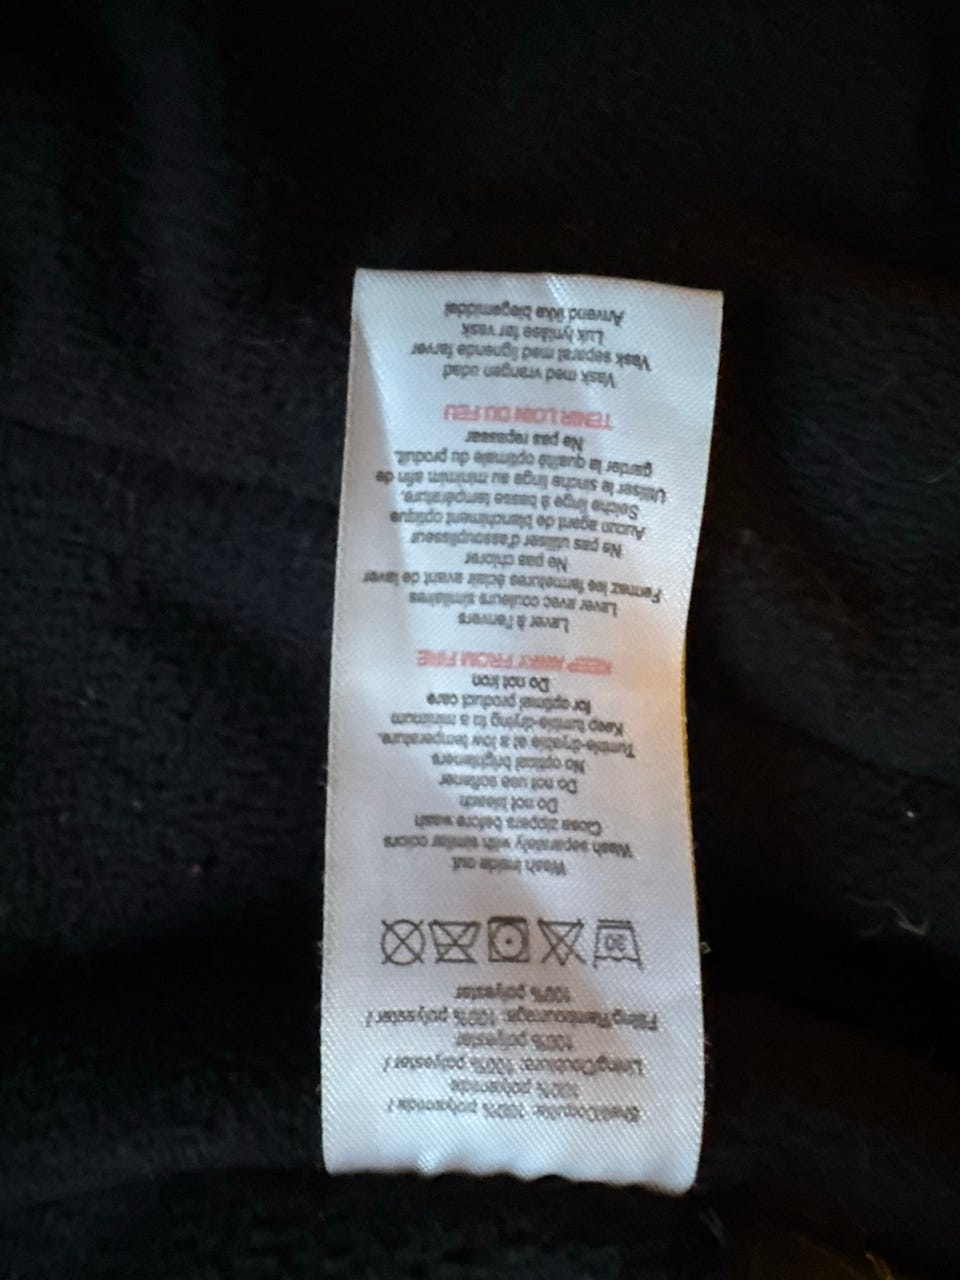 Shell/Coquille: 100% polyamide /
100% polyamide
Lining/Doublure: 100% polyester /
100% polyester
Filling/Rembourrage: 100% polyester /
100% polyester
30
Wash inside out
Wash separately with similar colors
Close zippers before wash
Do not bleach
Do not use softener
No optical brighteners
Tumble-dryable at a low temperature.
Keep tumble-drying to a minimum
for optimal product care
Do not iron
KEEP AWAY FROM FIRE
Laver à l'envers
Laver avec couleurs similaires
Fermez les fermetures éclair avant de laver
Ne pas chlorer
Ne pas utiliser d'assouplisseur
Aucun agent de blanchiment optique
Sèche linge à basse température.
Utiliser le sèche linge au minimum afin de
garder la qualité optimale du produit.
Ne pas repasser
TENIR LOIN DU FEU
Vask med vrangen udad
Vask separat med lignende farver
Luk lynlåse før vask
Anvend ikke blegemiddel